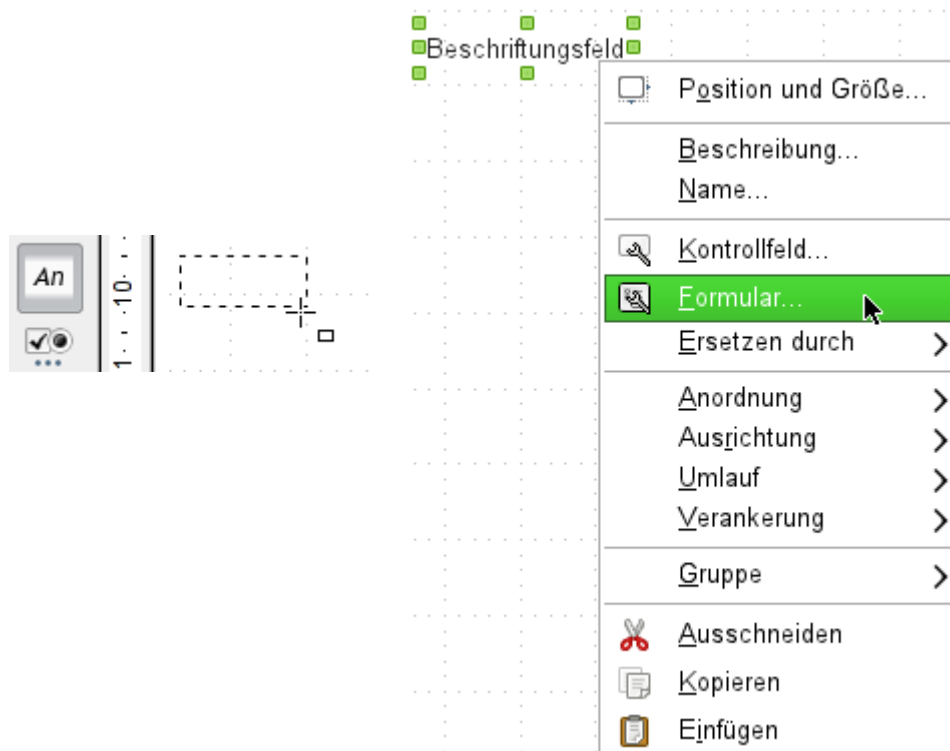 An
1 · · · 10 · · ·
Beschriftungsfeld
Position und Größe...
Beschreibung...
Name...
Kontrollfeld...
Formular...
Ersetzen durch
Anordnung
Ausrichtung
Umlauf
Verankerung
Gruppe
Ausschneiden
Kopieren
Einfügen